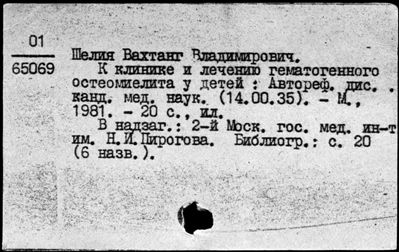 01
65069
Шелия Вахтанг Владимирович.
К клинике и лечению гематогенного
остеомиелита у детей : Автореф. дис. .
канд. мед. наук. (14.00.35). - М.,
1981. - 20 с., ил.
В надзаг.: 2-й Моск. гос. мед. ин-т
им. Н.И.Пирогова. Библиогр.: с. 20
(6 назв.).